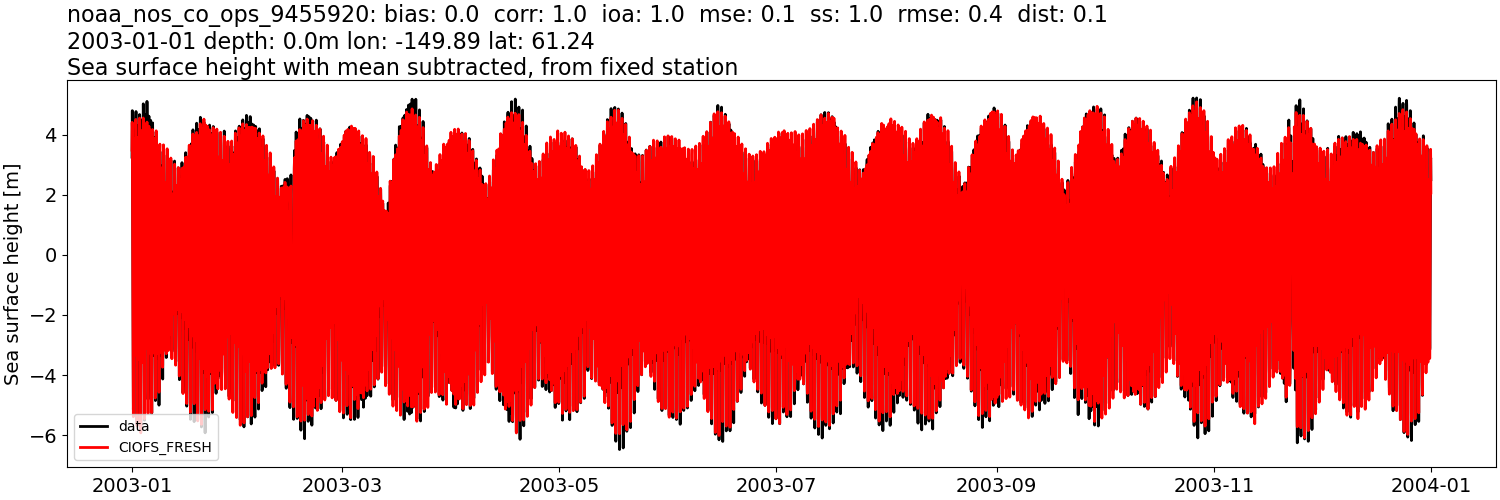 noaa_nos_co_ops_9455920: bias: 0.0  corr: 1.0  ioa: 1.0  mse: 0.1  ss: 1.0  rmse: 0.4  dist: 0.1
2003-01-01 depth: 0.0m lon: -149.89 lat: 61.24
Sea surface height with mean subtracted, from fixed station
Sea surface height [m]
4
2
0
−2
−4
−6
data
CIOFS_FRESH
2003-01
2003-03
2003-05
2003-07
2003-09
2003-11
2004-01